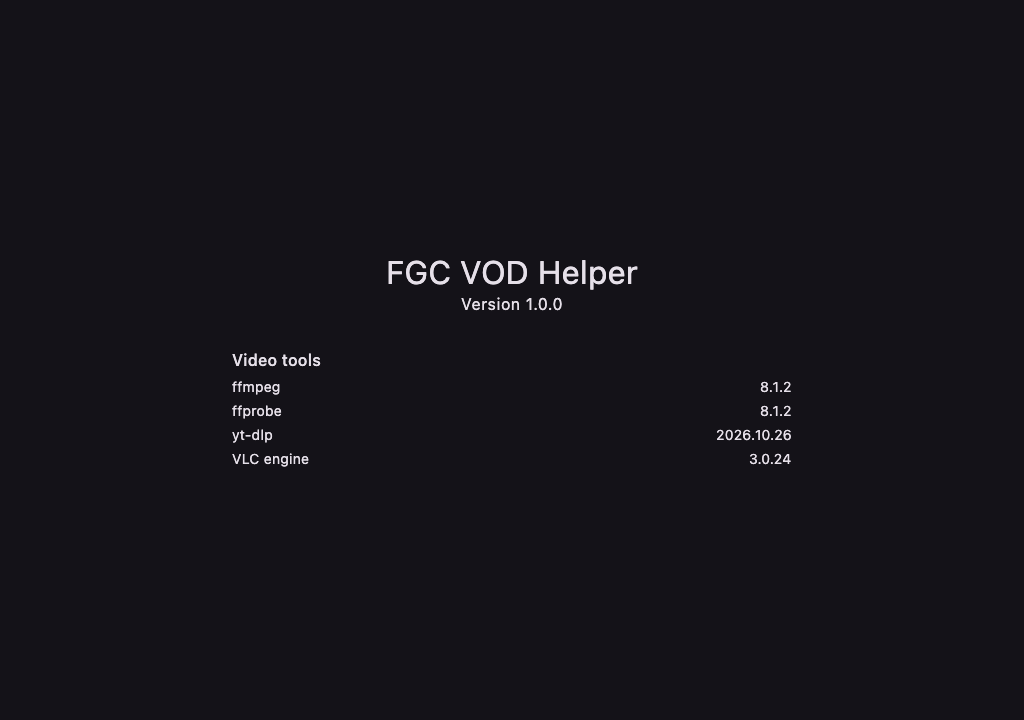 FGC VOD Helper
Version 1.0.0
Video tools
ffmpeg 8.1.2
ffprobe 8.1.2
yt-dlp 2026.10.26
VLC engine 3.0.24